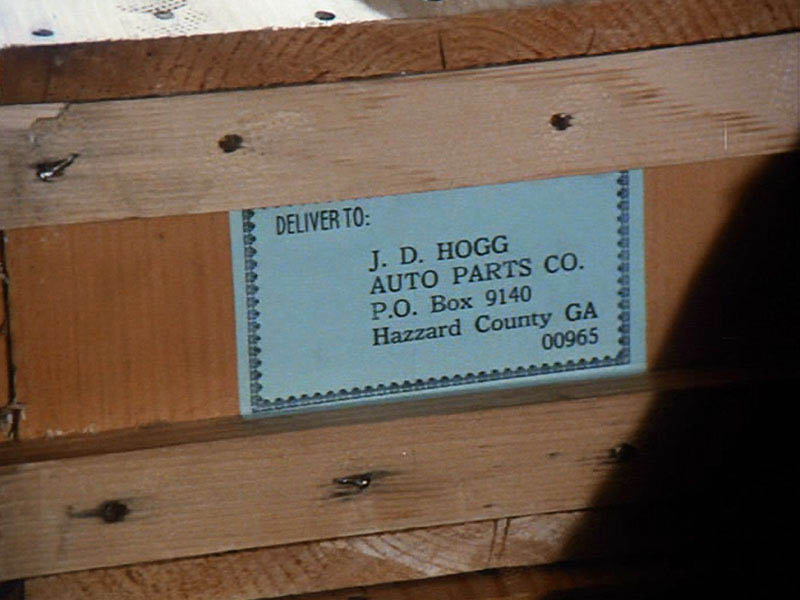 DELIVER TO:
J. D. HOGG
AUTO PARTS CO.
P.O. Box 9140
Hazzard County GA
00965